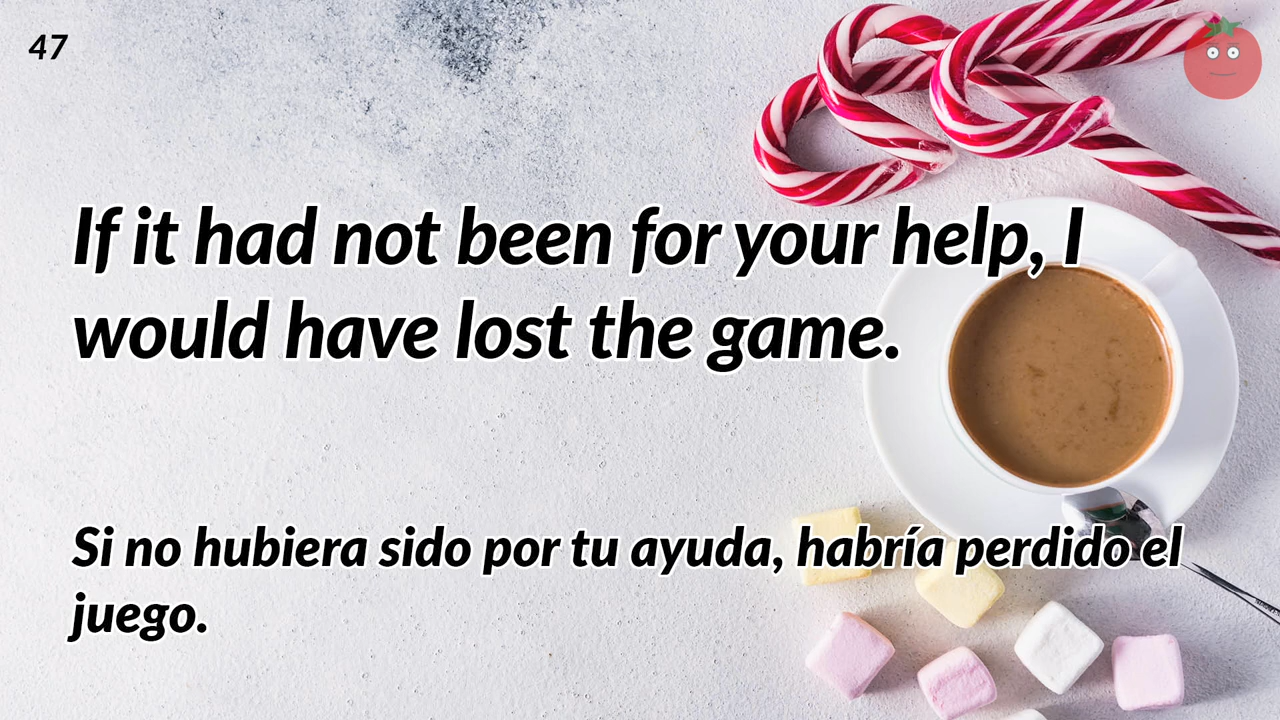 47
If it had not been for your help, I
would have lost the game.
Si no hubiera sido por tu ayuda, habría perdido el
juego.